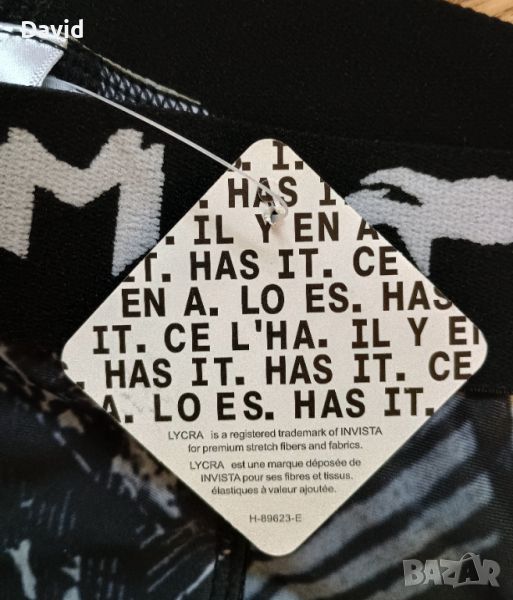 David
M
S. I.
. HAS I
. IL Y EN A
IT. HAS IT. CE
EN A. LO ES. HAS
IT. CE L'HA. IL Y EN
. HAS IT. HAS IT. CE
A. LO ES. HAS IT.
LYCRA is a registered trademark of INVISTA
for premium stretch fibers and fabrics.
LYCRA est une marque déposée de
INVISTA pour ses fibres et tissus.
élastiques à valeur ajoutée.
H-89623-E
BAZAR